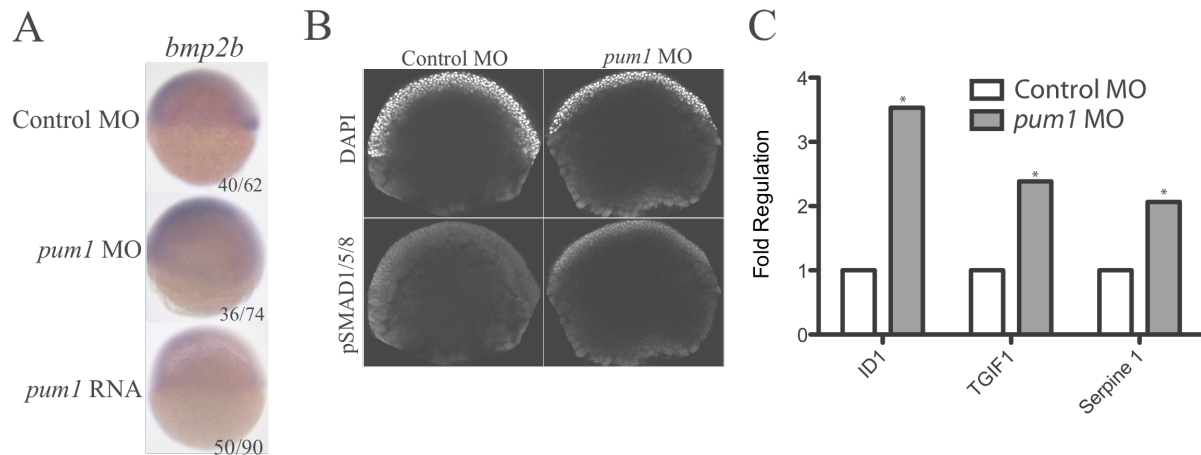 A
bmp2b
Control MO
40/62
pum1 MO
36/74
pum1 RNA
50/90
B
Control MO
pum1 MO
DAPI
pSMAD1/5/8
C
Control MO
pum1 MO
Fold Regulation
4
3
2
1
0
*
*
*
ID1
TGIF1
Serpine 1